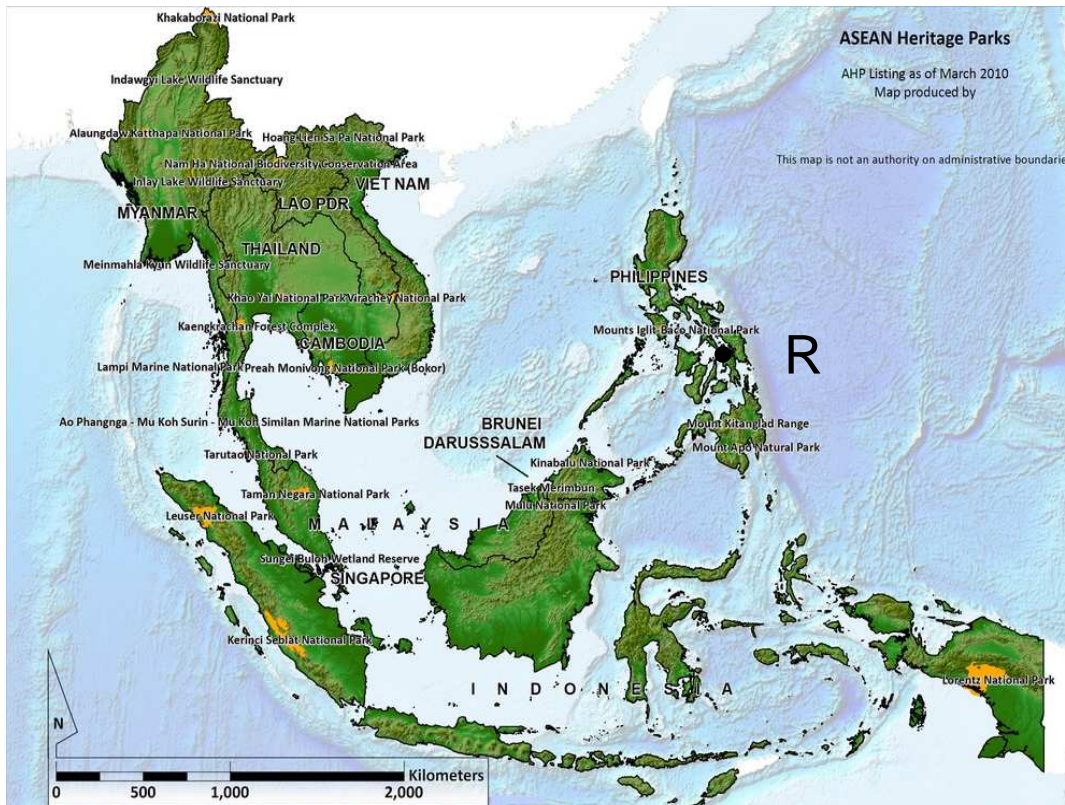 Khakaborazi National Park
ASEAN Heritage Parks
AHP Listing as of March 2010
Map produced by
Indawgyi Lake Wildlife Sanctuary
Alaungdaw Katthapa National Park
Hoang Lien Sa Pa National Park
Nam Ha National Biodiversity Conservation Area
This map is not an authority on administrative boundarie
Inlay Lake Wildlife Sanctuary
VIET NAM
LAO PDR
MYANMAR
THAILAND
Meinmahla Kyun Wildlife Sanctuary
PHILIPPINES
Khao Yai National Park
Virachey National Park
Kaengkrachan Forest Complex
Mounts Iglit-Baco National Park
CAMBODIA
R
Lampi Marine National Park
Preah Monivong National Park (Bokor)
Ao Phangnga - Mu Koh Surin - Mu Koh Similan Marine National Parks
BRUNEI
DARUSSSALAM
Mount Kitanglad Range
Mount Apo Natural Park
Tarutao National Park
Kinabalu National Park
Taman Negara National Park
Tasek Merimbun
Mulu National Park
Leuser National Park
MALAYSIA
Sungei Buloh Wetland Reserve
SINGAPORE
Kerinci Seblat National Park
Lorentz National Park
INDONESIA
N
Kilometers
0 500 1,000 2,000